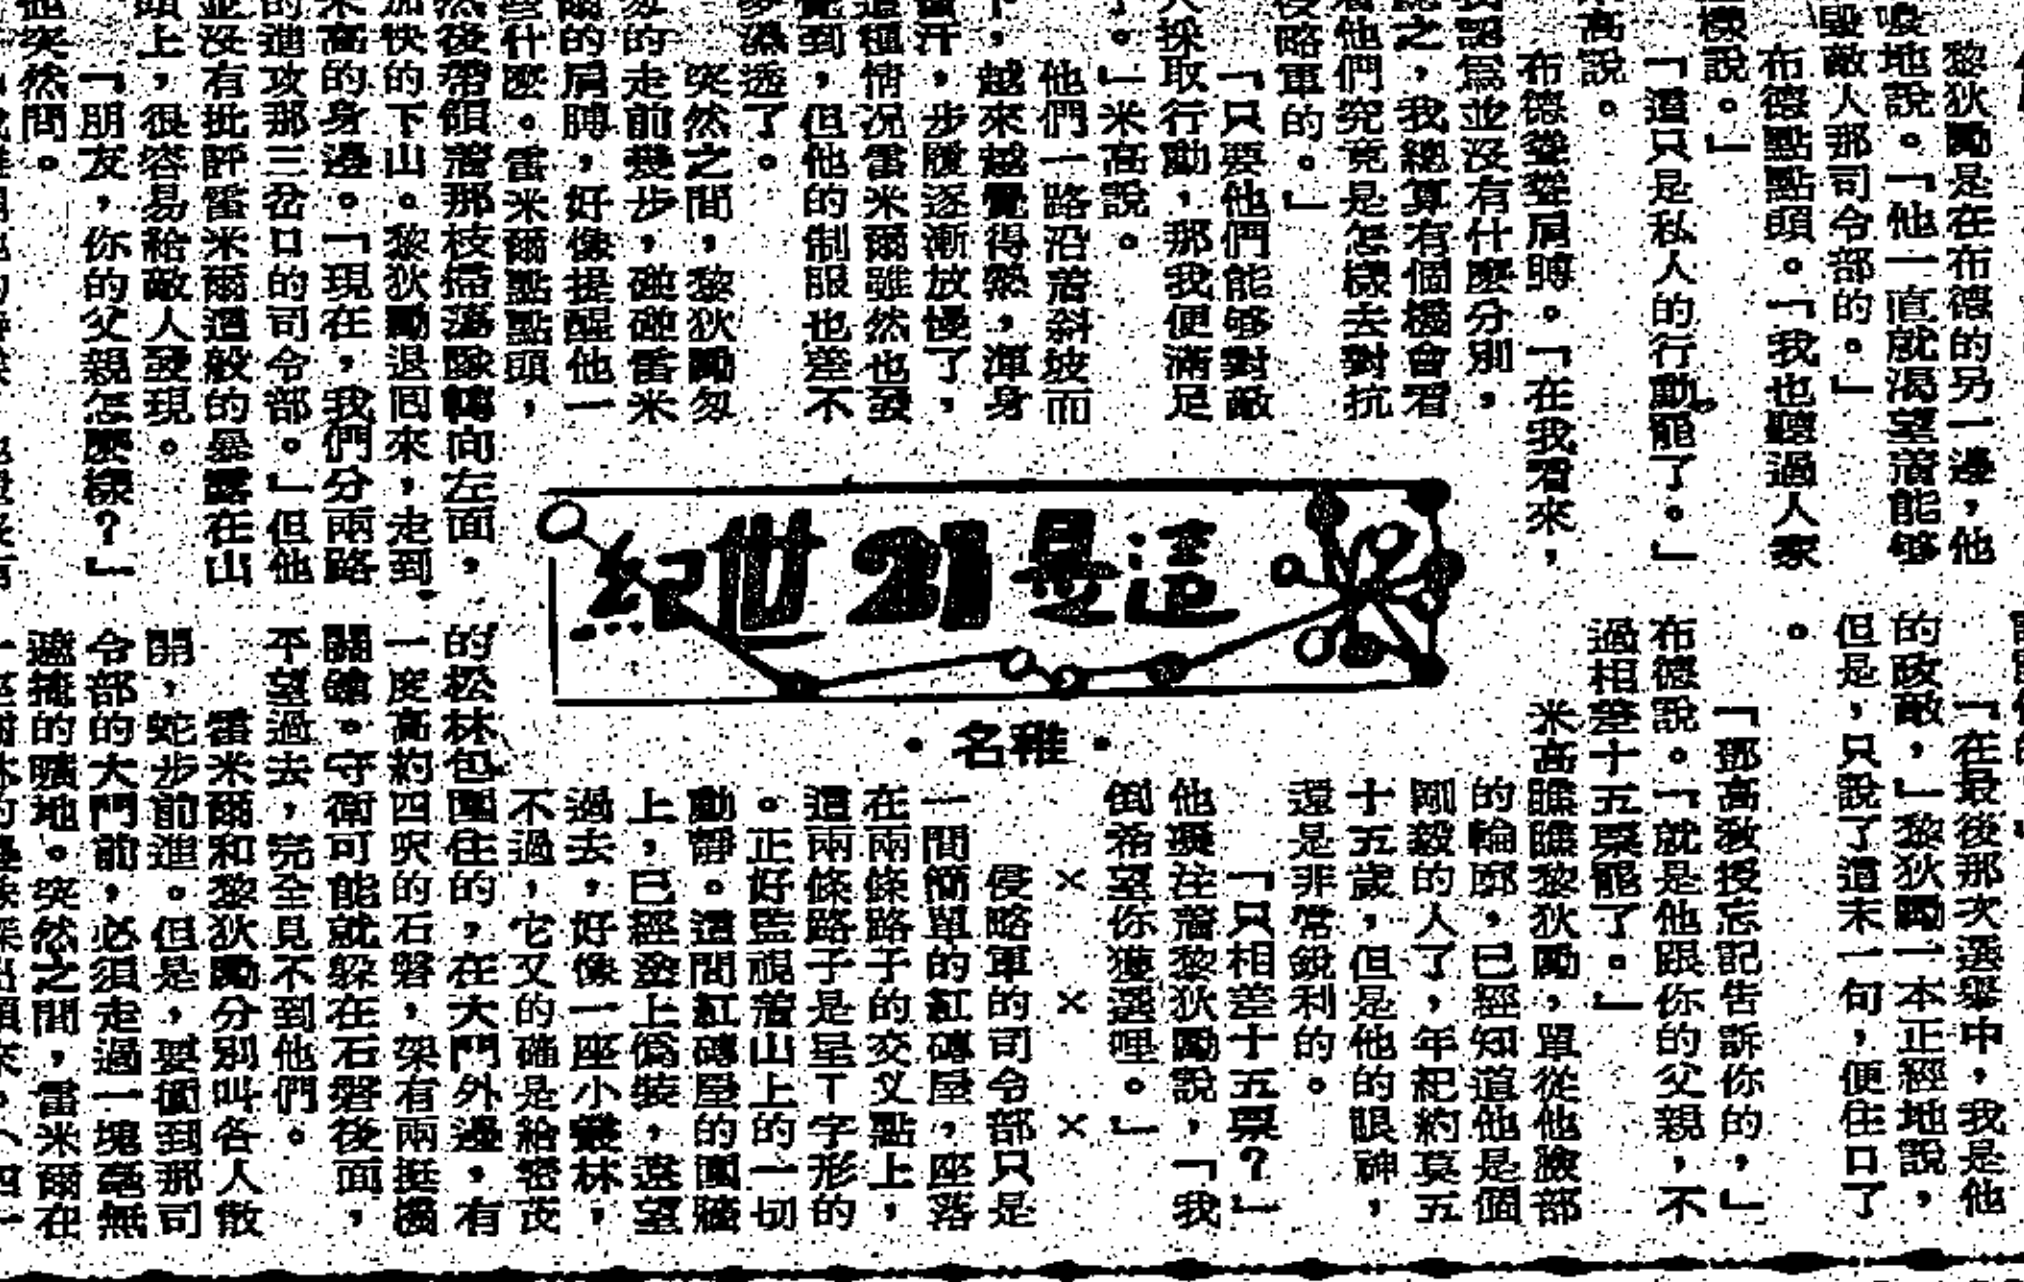 黎狄勵是在布德的另一邊,他
地說。「他一直就渴望着能够
毀敵人那司令部的。」
布德點點頭。「我也聽過人家
樣說。」
「這只是私人的行動罷了。」
高說。
布德聳聳肩膊。「在我看來,
我認爲並沒有什麼分別,
之,我總算有個機會看
看他們究竟是怎樣去對抗
侵略軍的。」
「只要他們能够對敵
人採取行動,那我便滿足
了。」米高說。
他們一路沿着斜坡而
下,越來越覺得熱,渾身
冒汗,步履逐漸放慢了,
這種情况雷米爾雖然也發
覺到,但他的制服也差不
多濕透了。
突然之間,黎狄勵匆
匆的走前幾步,碰碰雷米
爾的肩膊,好像提醒他一
些什麼。雷米爾點點頭,
然後帶領着那枝掃蕩隊轉向左面,
加快的下山。黎狄勵退囘來,走到
米高的身邊。「現在,我們分兩路
的進攻那三岔口的司令部。」但他
並沒有批評雷米爾這般的暴露在山
頭上,很容易給敵人發現。
「朋友,你的父親怎麼樣?」
他突然問。
這是21世紀
·稚名·
「在最後那次選舉中,我是他
的政敵,」黎狄勵一本正經地說,
但是,只說了這末一句,便住口了
。
「鄧高教授忘記告訴你的,」
布德說。「就是他跟你的父親,不
過相差十五票罷了。」
米高瞧瞧黎狄勵,單從他臉部
的輪廓,已經知道他是個
剛毅的人了,年紀約莫五
十五歲,但是他的眼神,
還是非常銳利的。
「只相差十五票?」
他凝注着黎狄勵說,「我
倒希望你獲選哩。」
× × ×
侵略軍的司令部只是
一間簡單的紅磚屋,座落
在兩條路子的交叉點上,
這兩條路子是呈T字形的
。正好監視着山上的一切
動靜。這間紅磚屋的圍牆
上,已經塗上僞裝,遠望
過去,好像一座小叢林,
不過,它又的確是給密茂
的松林包圍住的,在大門外邊,有
一度高約四呎的石磐,架有兩挺機
關鎗。守衛可能就躱在石磐後面,
平望過去,完全見不到他們。
雷米爾和黎狄勵分別叫各人散
開,蛇步前進。但是,要衝到那司
令部的大門前,必須走過一塊毫無
遮掩的曠地。突然之間,雷米爾在